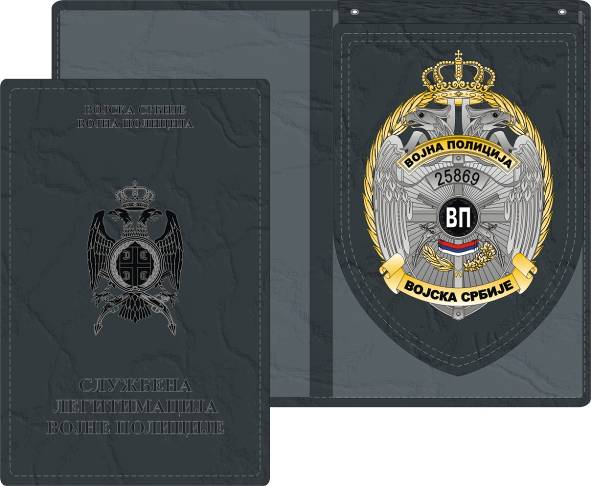 ВОЈСКА СРБИЈЕ
ВОЈНА ПОЛИЦИЈА
СЛУЖБЕНА
ЛЕГИТИМАЦИЈА
ВОЈНЕ ПОЛИЦИЈЕ
ВОЈНА ПОЛИЦИЈА
25869
ВП
ВОЈСКА СРБИЈЕ